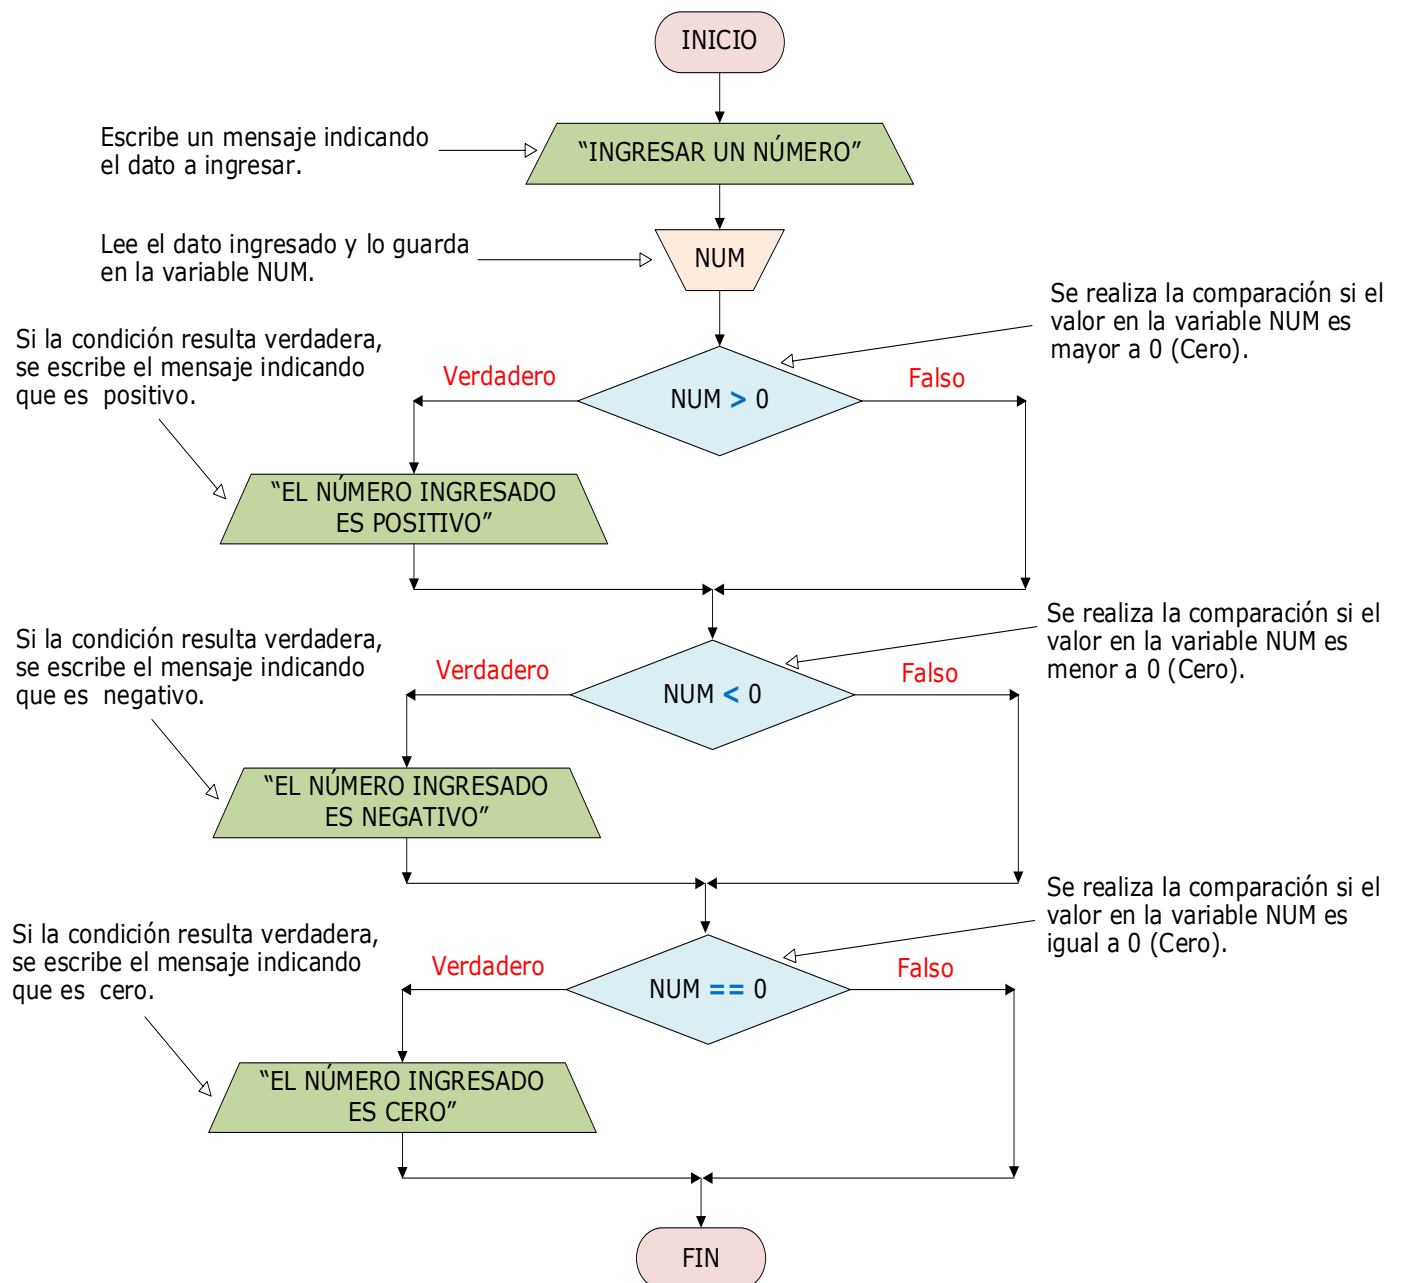 INICIO
Escribe un mensaje indicando
el dato a ingresar.
“INGRESAR UN NÚMERO”
Lee el dato ingresado y lo guarda
en la variable NUM.
NUM
Se realiza la comparación si el
valor en la variable NUM es
mayor a 0 (Cero).
Si la condición resulta verdadera,
se escribe el mensaje indicando
que es positivo.
Verdadero
NUM > 0
Falso
“EL NÚMERO INGRESADO
ES POSITIVO”
Se realiza la comparación si el
valor en la variable NUM es
menor a 0 (Cero).
Si la condición resulta verdadera,
se escribe el mensaje indicando
que es negativo.
Verdadero
NUM < 0
Falso
“EL NÚMERO INGRESADO
ES NEGATIVO”
Se realiza la comparación si el
valor en la variable NUM es
igual a 0 (Cero).
Si la condición resulta verdadera,
se escribe el mensaje indicando
que es cero.
Verdadero
NUM == 0
Falso
“EL NÚMERO INGRESADO
ES CERO”
FIN